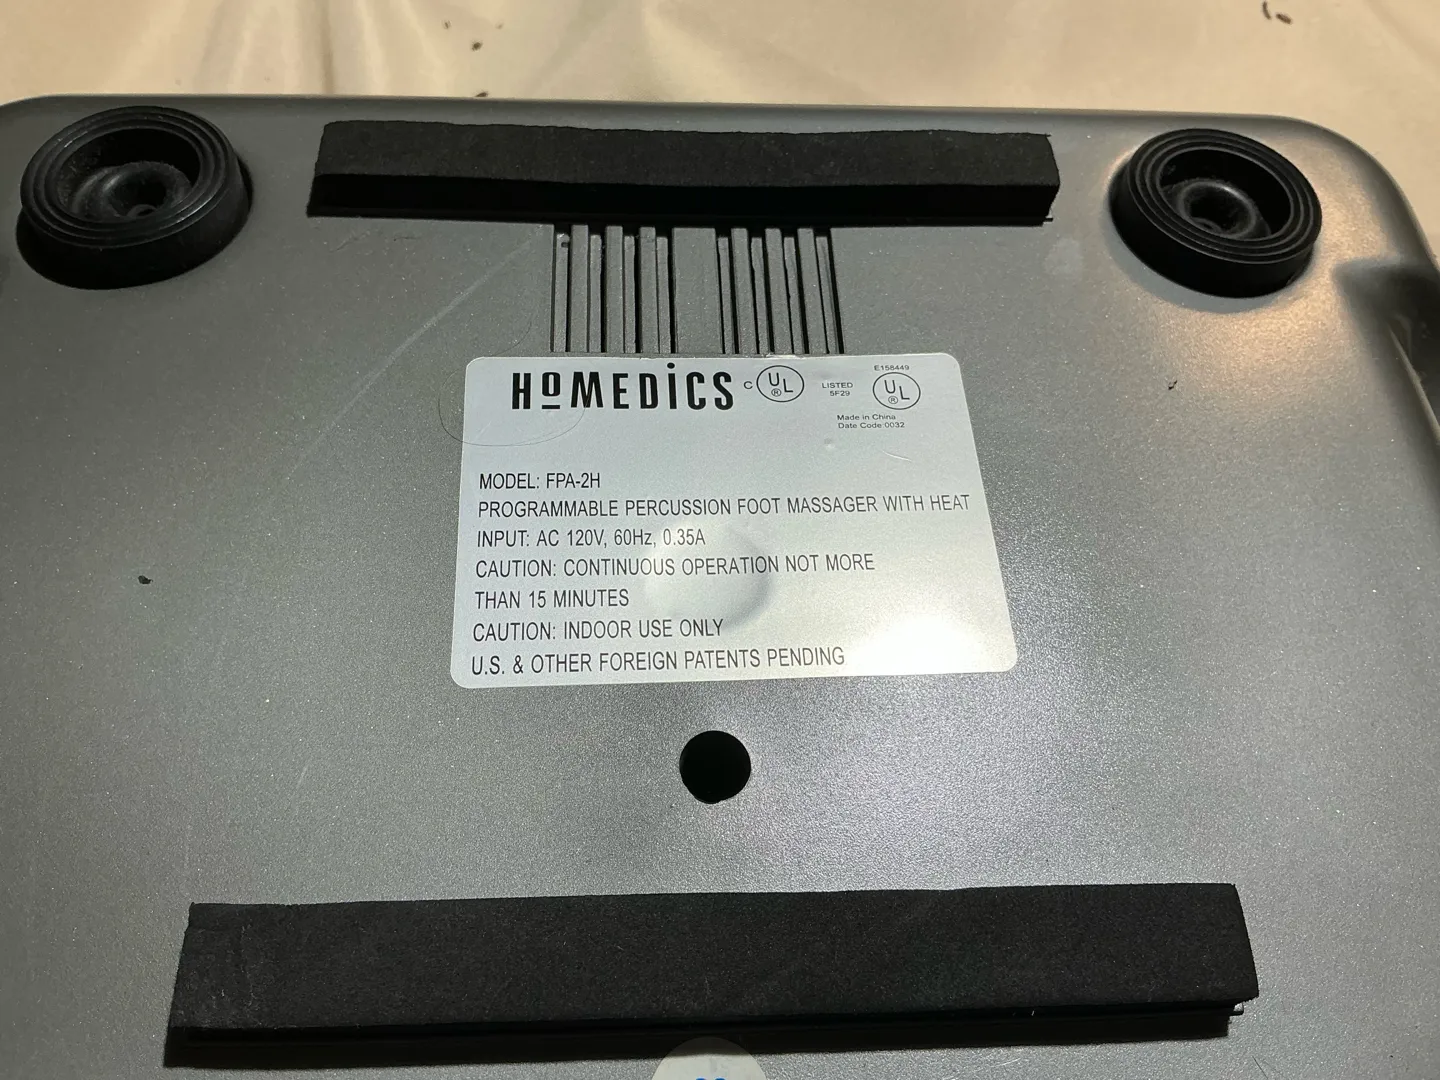 HoMEDiCS
C UL ® LISTED 5F29 E158449 UL ®
Made in China
Date Code:0032
MODEL: FPA-2H
PROGRAMMABLE PERCUSSION FOOT MASSAGER WITH HEAT
INPUT: AC 120V, 60Hz, 0.35A
CAUTION: CONTINUOUS OPERATION NOT MORE
THAN 15 MINUTES
CAUTION: INDOOR USE ONLY
U.S. & OTHER FOREIGN PATENTS PENDING